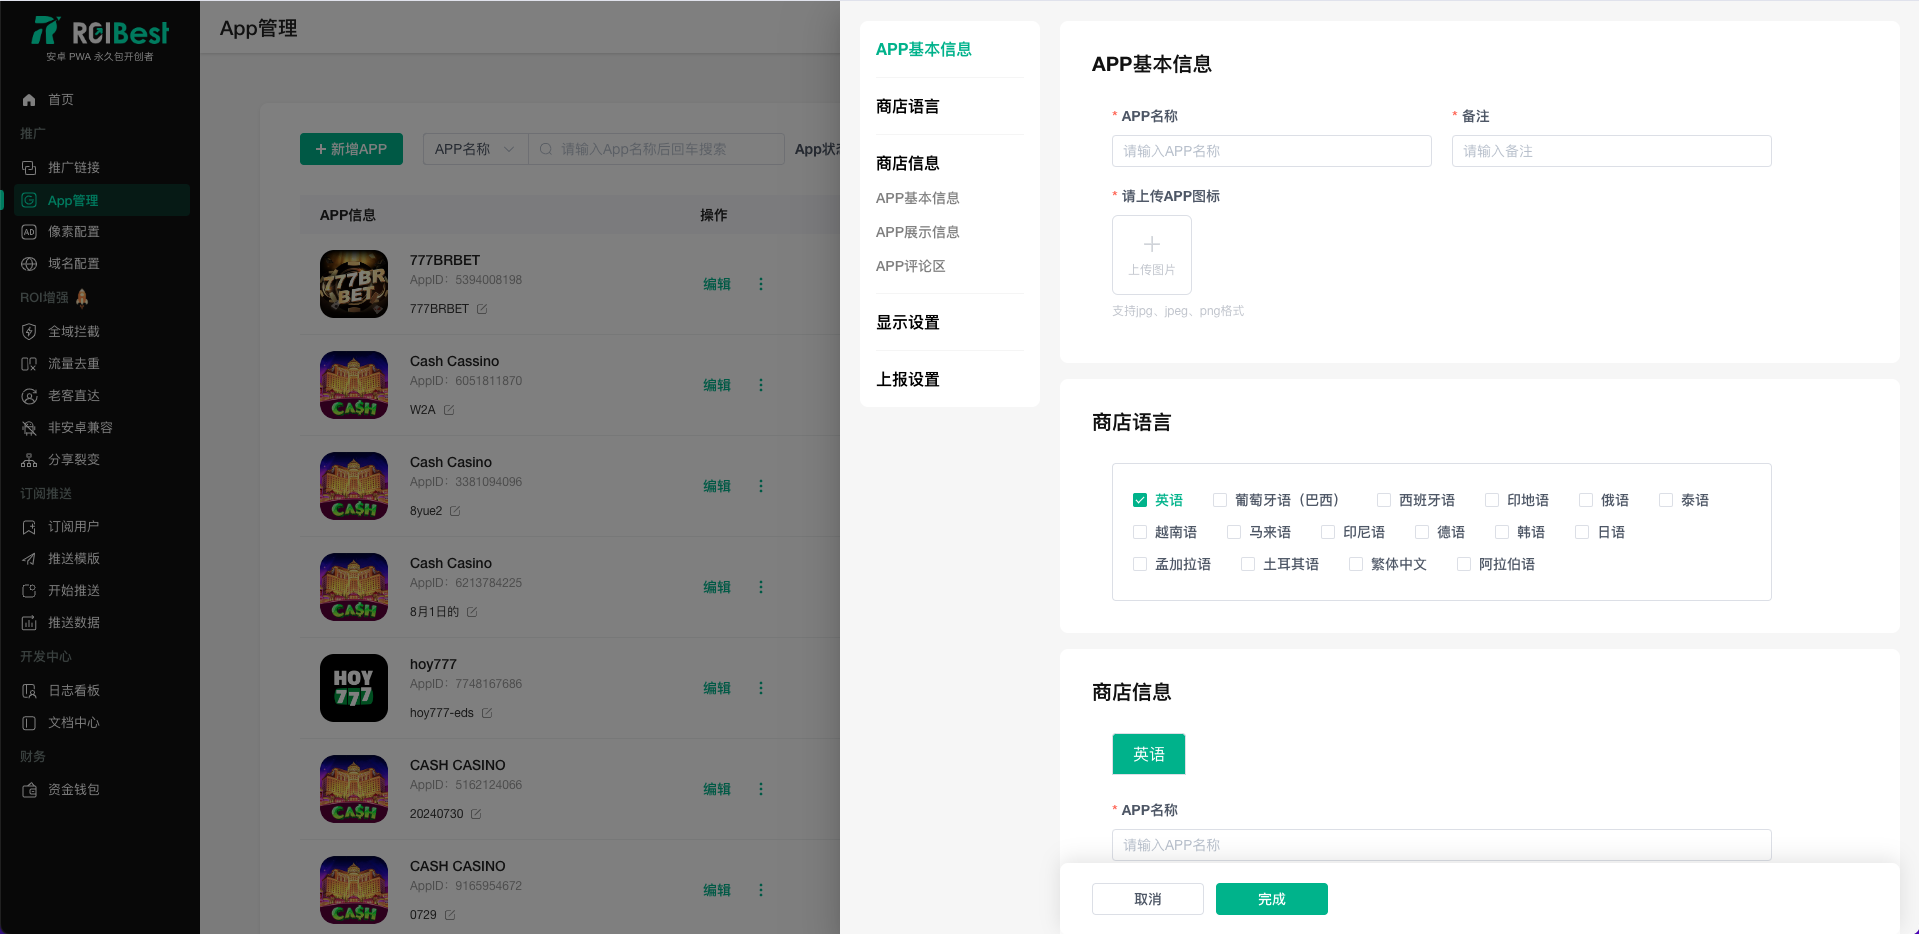 ROIBest
安卓 PWA 永久包开创者
首页
推广
推广链接
App管理
像素配置
域名配置
ROI增强
全域拦截
流量去重
老客直达
非安卓兼容
分享裂变
订阅推送
订阅用户
推送模版
开始推送
推送数据
开发中心
日志看板
文档中心
财务
资金钱包
App管理
+ 新增APP
APP名称
请输入App名称后回车搜索
App状态
APP信息
操作
777BR
BET
777BRBET
AppID：5394008198
777BRBET
编辑
CA$H
Cash Cassino
AppID：6051811870
W2A
编辑
CA$H
Cash Casino
AppID：3381094096
8yue2
编辑
CA$H
Cash Casino
AppID：6213784225
8月1日的
编辑
HOY
777
hoy777
AppID：7748167686
hoy777-eds
编辑
CA$H
CASH CASINO
AppID：5162124066
20240730
编辑
CA$H
CASH CASINO
AppID：9165954672
0729
编辑
APP基本信息
商店语言
商店信息
APP基本信息
APP展示信息
APP评论区
显示设置
上报设置
APP基本信息
* APP名称
请输入APP名称
* 备注
请输入备注
* 请上传APP图标
上传图片
支持jpg、jpeg、png格式
商店语言
英语 葡萄牙语（巴西） 西班牙语 印地语 俄语 泰语
越南语 马来语 印尼语 德语 韩语 日语
孟加拉语 土耳其语 繁体中文 阿拉伯语
商店信息
英语
* APP名称
请输入APP名称
取消
完成